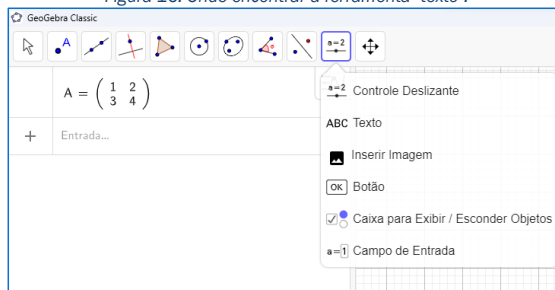 Figura 16: Onde encontrar a ferramenta "texto".
GeoGebra Classic
A
a=2
A = ( 1 2
3 4 )
+ Entrada...
a=2 Controle Deslizante
ABC Texto
Inserir Imagem
OK Botão
Caixa para Exibir / Esconder Objetos
a=1 Campo de Entrada